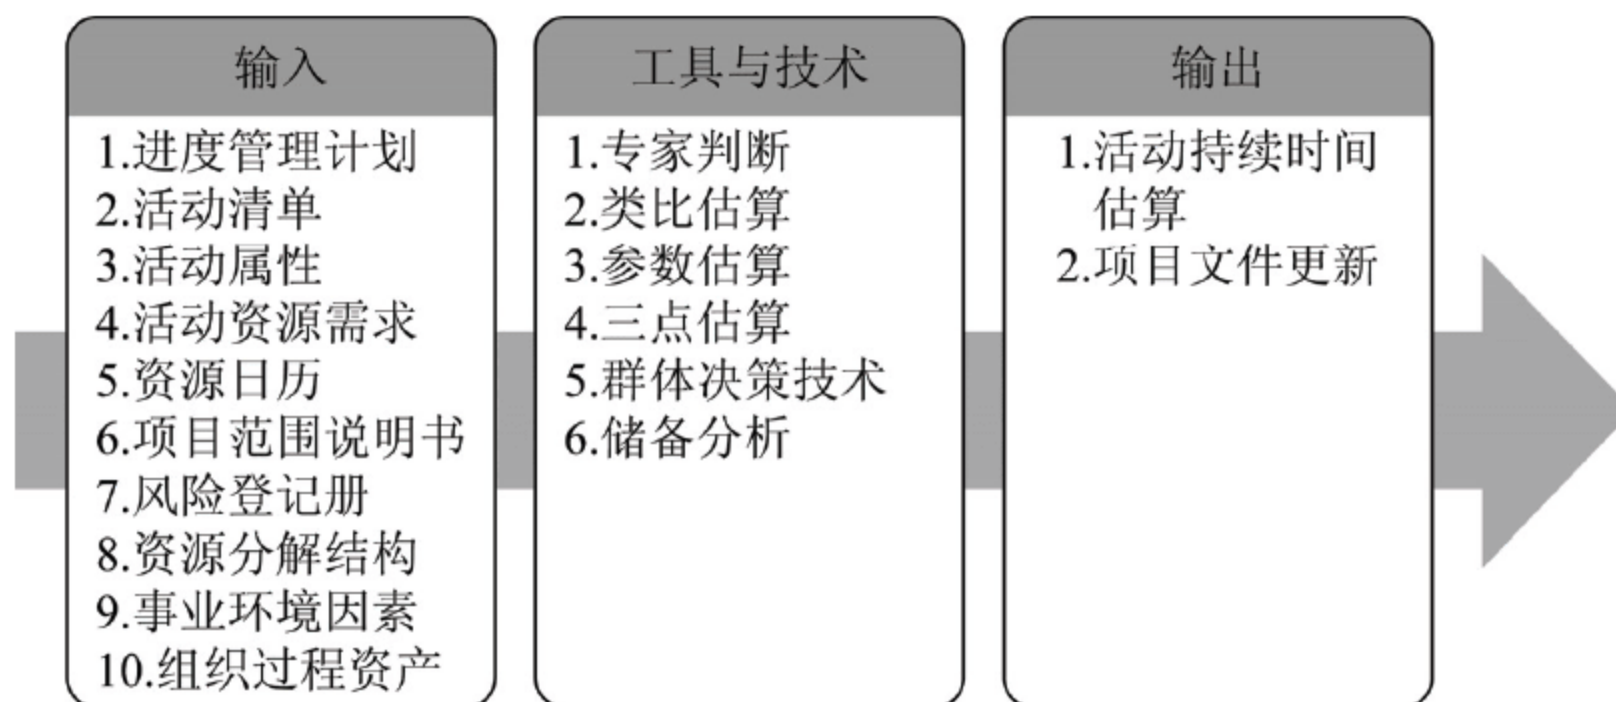 输入
1.进度管理计划
2.活动清单
3.活动属性
4.活动资源需求
5.资源日历
6.项目范围说明书
7.风险登记册
8.资源分解结构
9.事业环境因素
10.组织过程资产
工具与技术
1.专家判断
2.类比估算
3.参数估算
4.三点估算
5.群体决策技术
6.储备分析
输出
1.活动持续时间
估算
2.项目文件更新